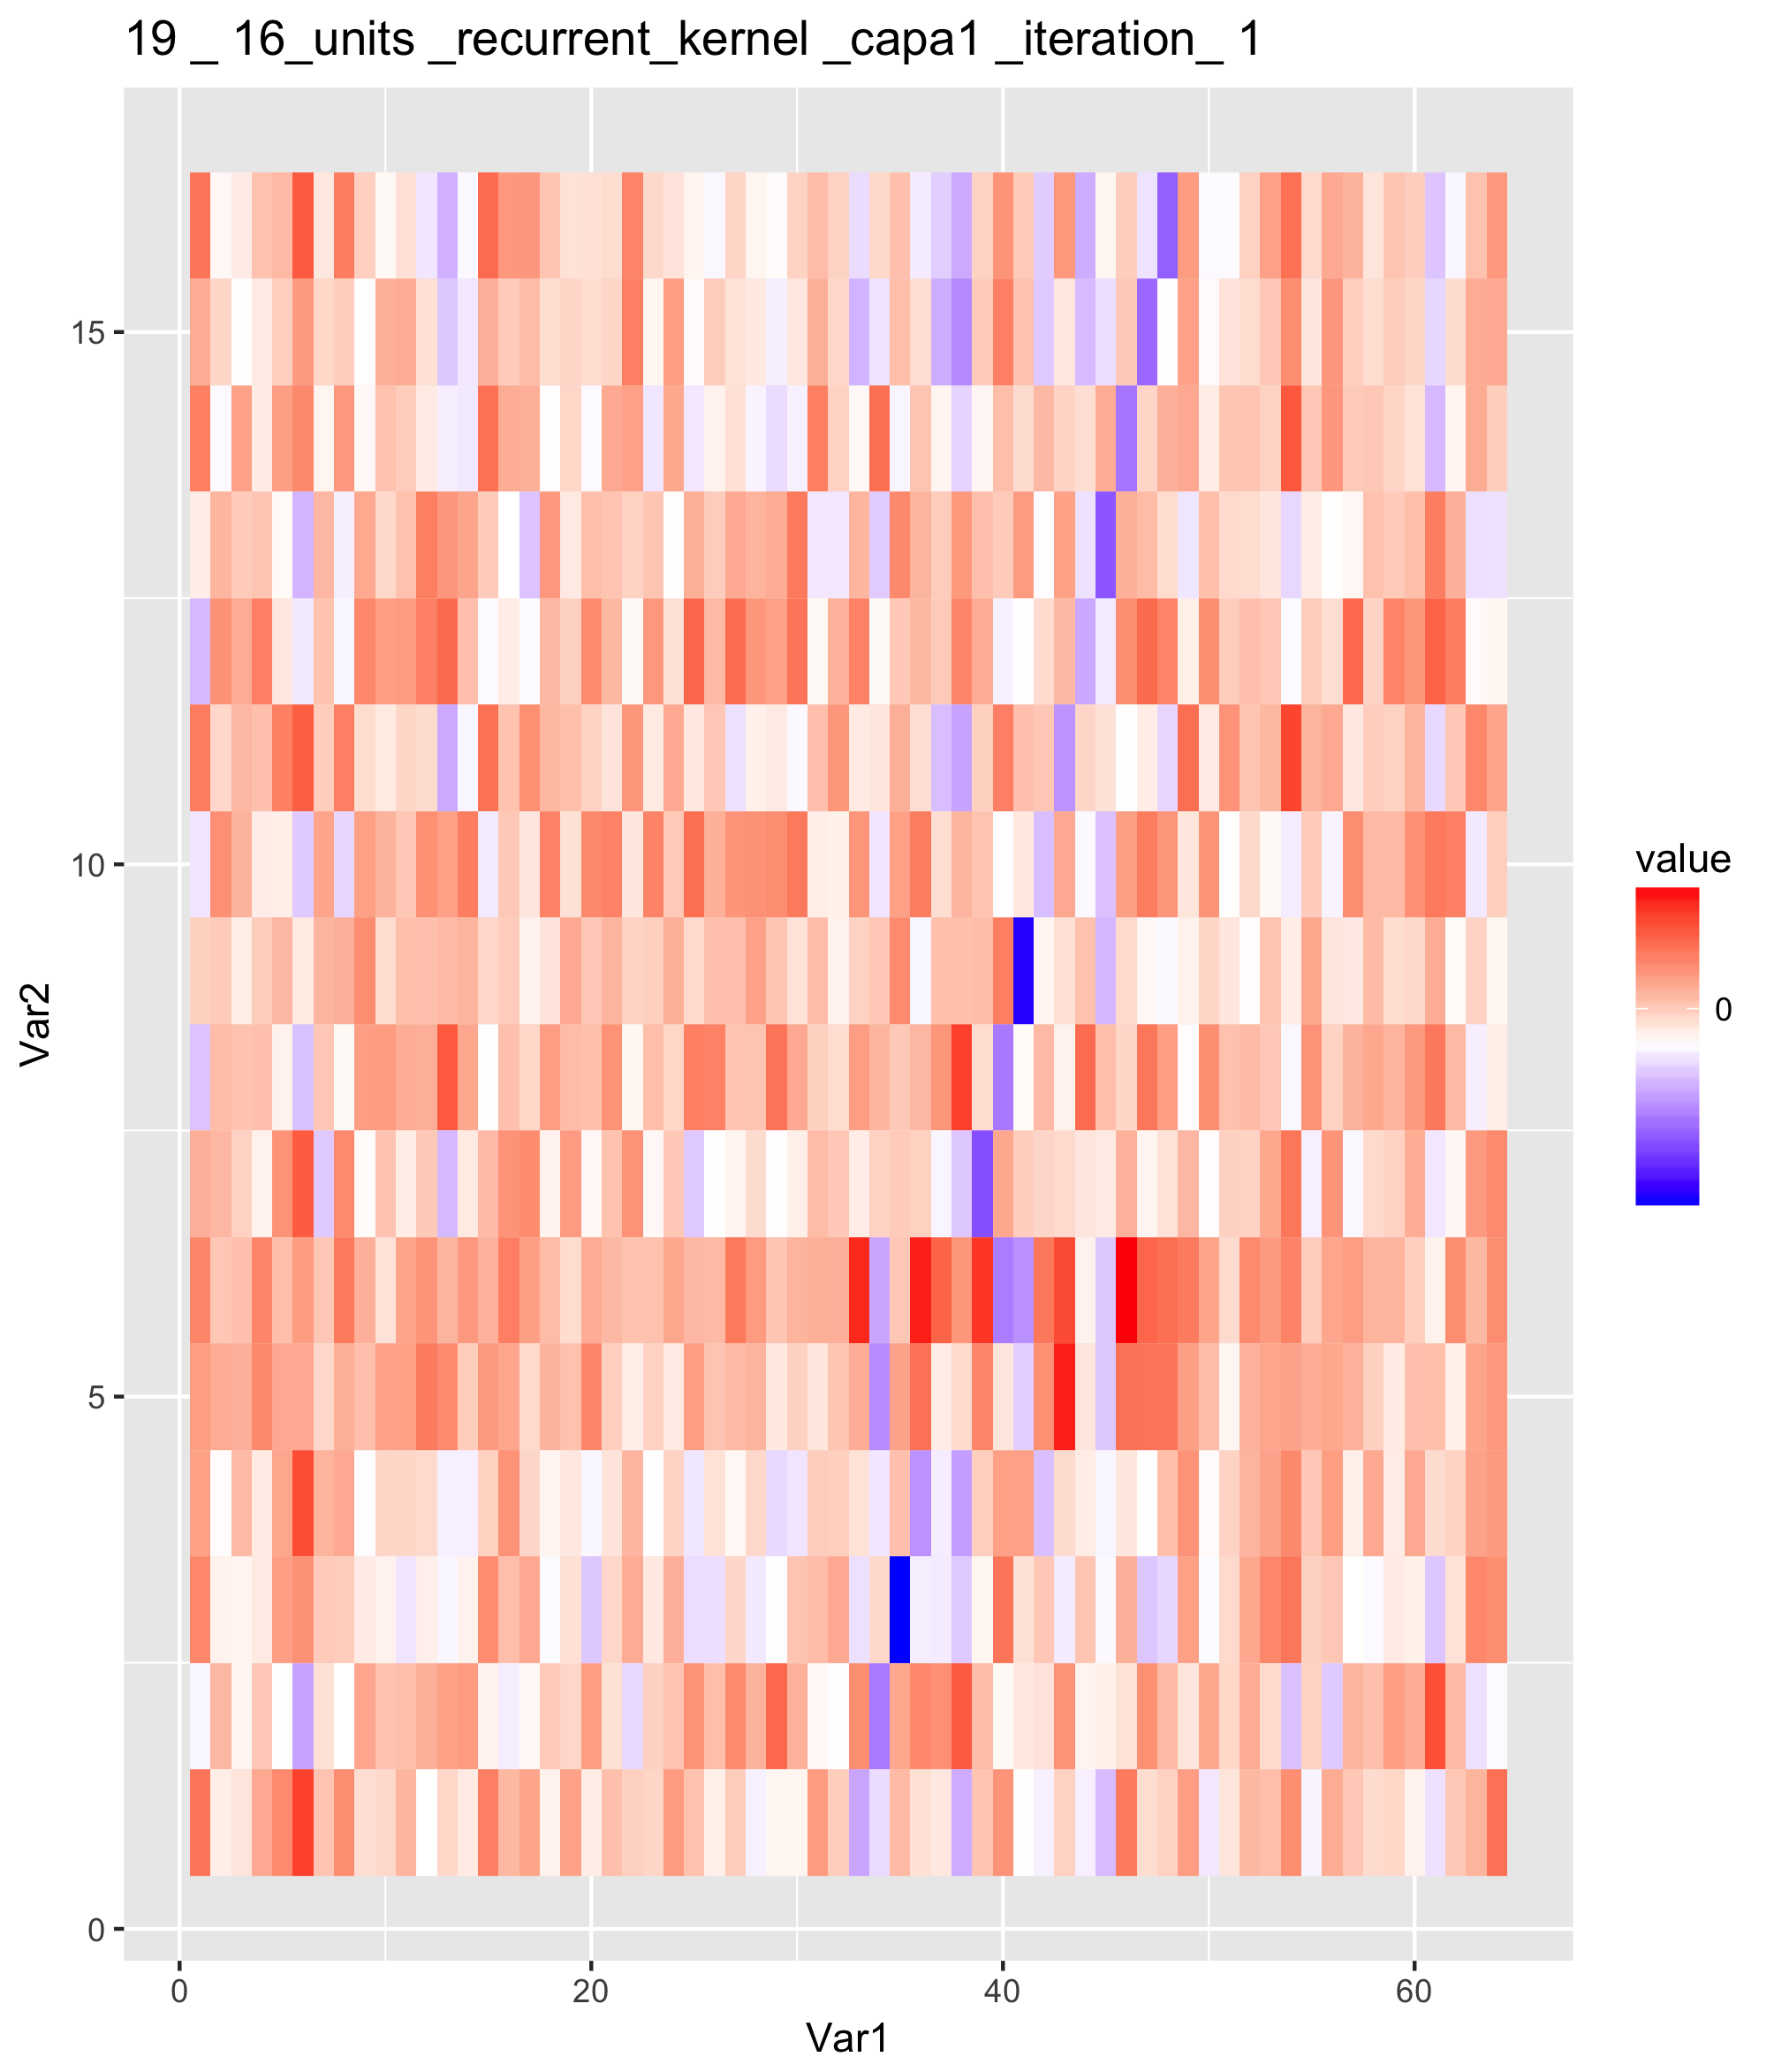 19 _ 16_units _recurrent_kernel _capa1 _iteration_ 1
15
10
5
0
Var2
0
20
40
60
Var1
value
0